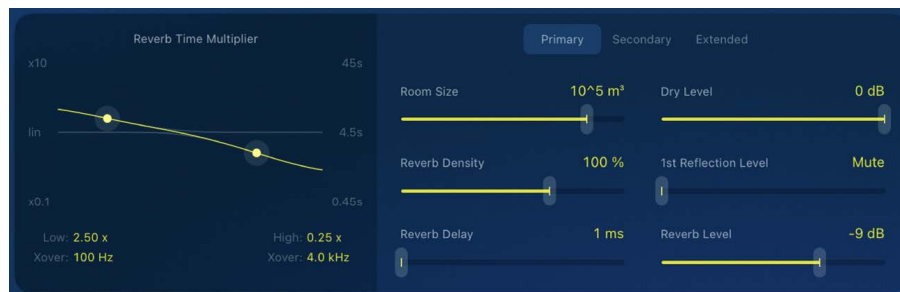 Reverb Time Multiplier
x10 45s
lin 4.5s
x0.1 0.45s
Low: 2.50 x High: 0.25 x
Xover: 100 Hz Xover: 4.0 kHz
Primary Secondary Extended
Room Size 10^5 m³ Dry Level 0 dB
Reverb Density 100 % 1st Reflection Level Mute
Reverb Delay 1 ms Reverb Level -9 dB